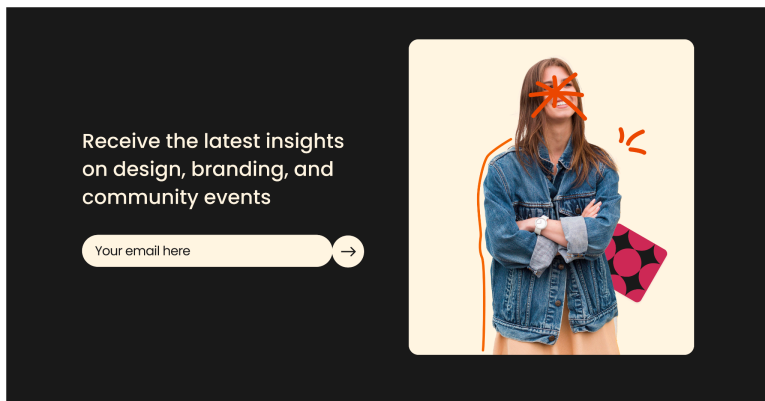 Receive the latest insights
on design, branding, and
community events
Your email here